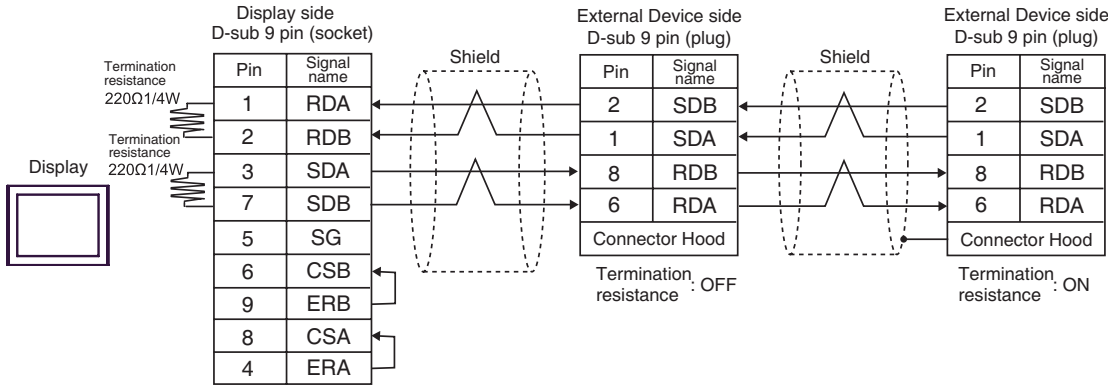 Display side
D-sub 9 pin (socket)
External Device side
D-sub 9 pin (plug)
External Device side
D-sub 9 pin (plug)
Termination
resistance
220Ω1/4W
Termination
resistance
220Ω1/4W
Display
Pin Signal name
1 RDA
2 RDB
3 SDA
7 SDB
5 SG
6 CSB
9 ERB
8 CSA
4 ERA
Shield
Pin Signal name
2 SDB
1 SDA
8 RDB
6 RDA
Connector Hood
Termination resistance : OFF
Shield
Pin Signal name
2 SDB
1 SDA
8 RDB
6 RDA
Connector Hood
Termination resistance : ON